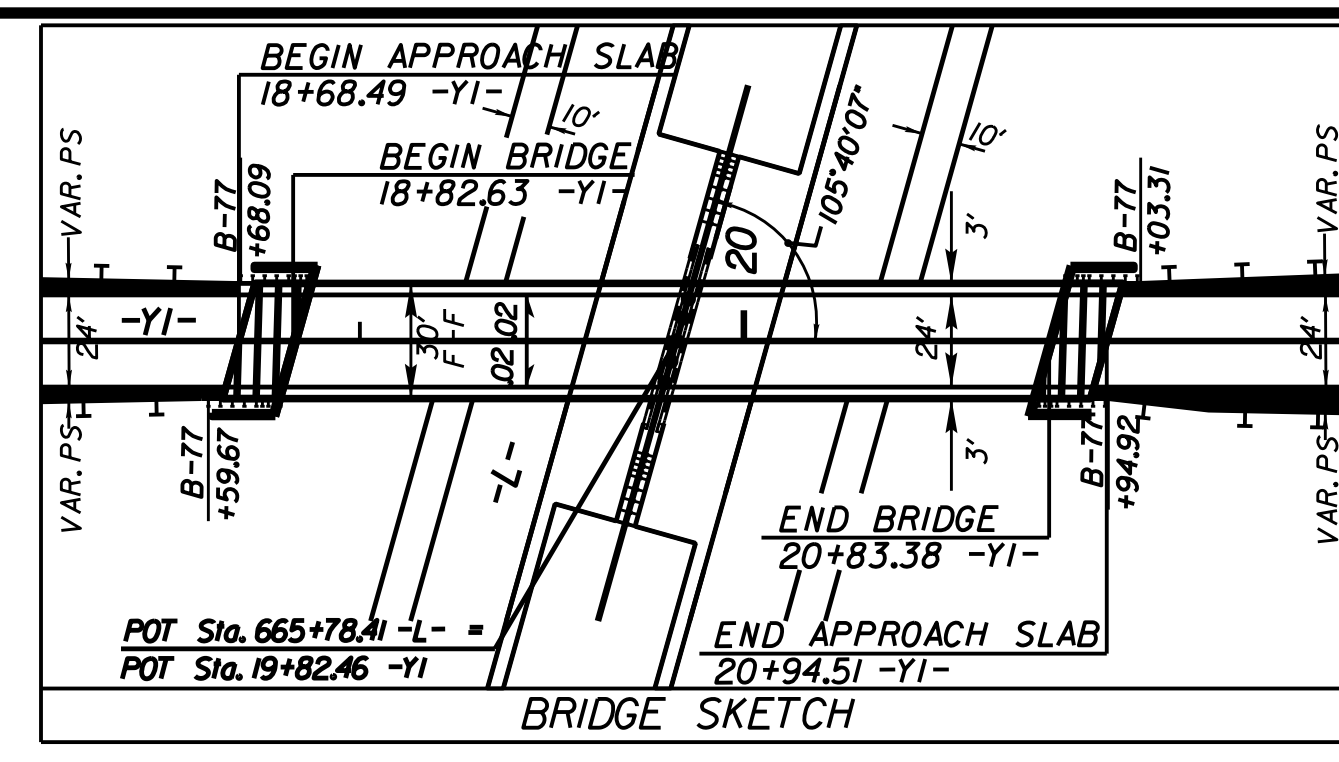 BEGIN APPROACH SLAB
18+68.49 -Y1-
10'
10'
BEGIN BRIDGE
18+82.63 -Y1-
VAR. PS
B-77
+68.09
105°40'07"
20
3'
B-77
+03.31
VAR. PS
24'
-Y1-
30'
F-F
.02 .02
24'
24'
VAR. PS
B-77
+59.67
-L-
3'
B-77
+94.92
VAR. PS
END BRIDGE
20+83.38 -Y1-
POT Sta. 665+78.41 -L- =
POT Sta. 19+82.46 -Y1
END APPROACH SLAB
20+94.51 -Y1-
BRIDGE SKETCH